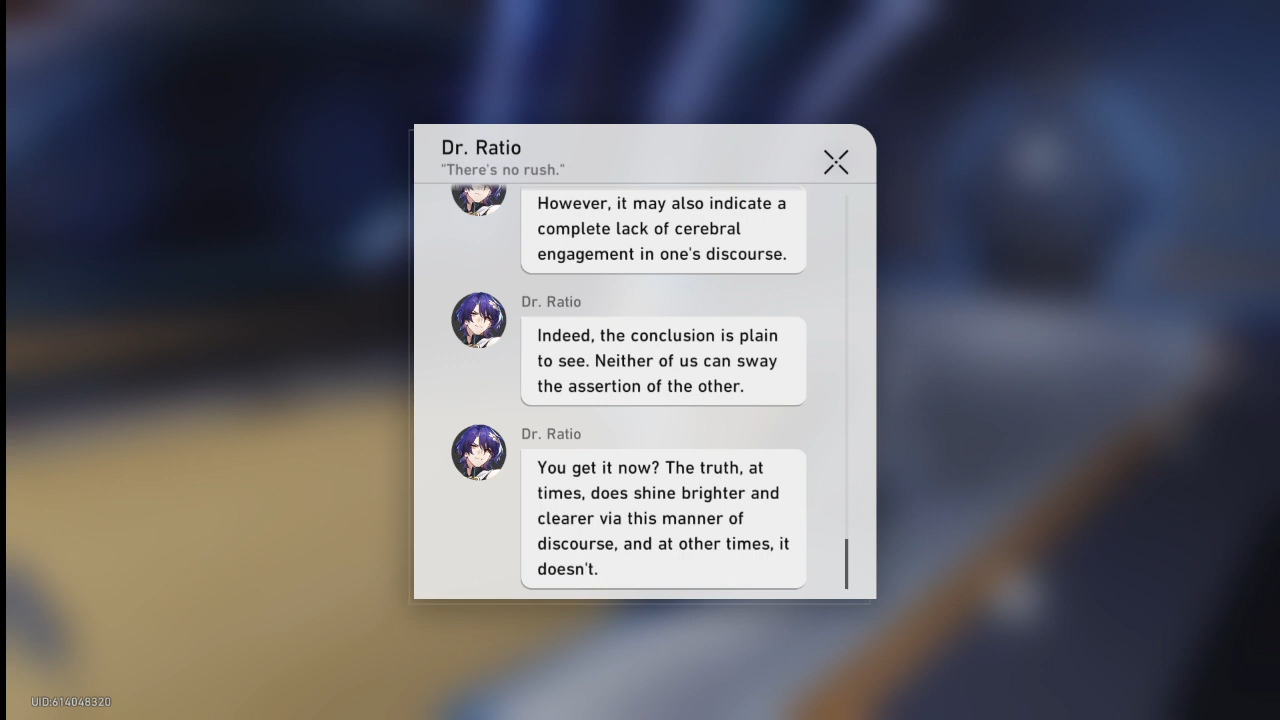 Dr. Ratio
"There's no rush."
However, it may also indicate a
complete lack of cerebral
engagement in one's discourse.
Dr. Ratio
Indeed, the conclusion is plain
to see. Neither of us can sway
the assertion of the other.
Dr. Ratio
You get it now? The truth, at
times, does shine brighter and
clearer via this manner of
discourse, and at other times, it
doesn't.
UID:614048320